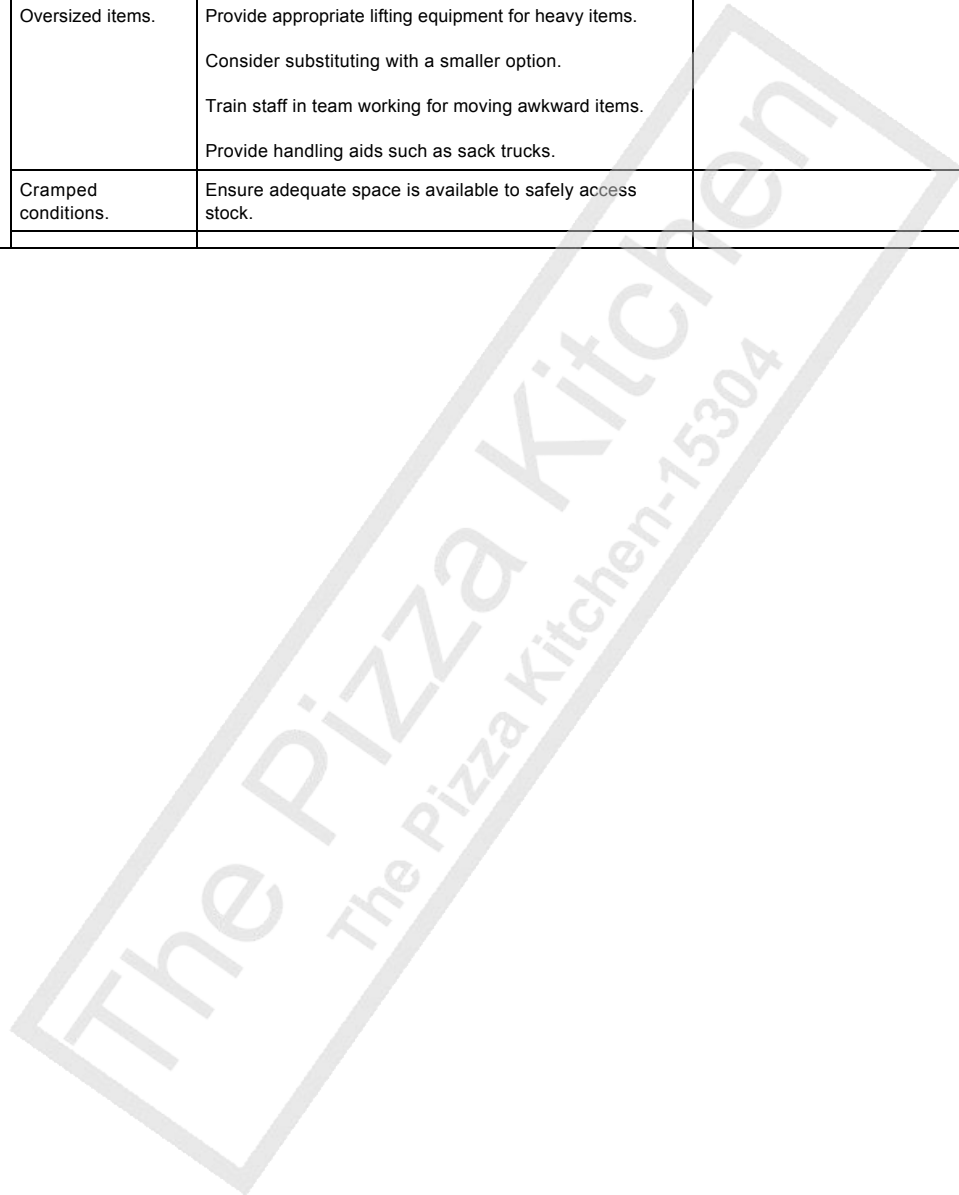 Oversized items.
Provide appropriate lifting equipment for heavy items.
Consider substituting with a smaller option.
Train staff in team working for moving awkward items.
Provide handling aids such as sack trucks.
Cramped
conditions.
Ensure adequate space is available to safely access
stock.
The Pizza Kitchen
The Pizza Kitchen-15304